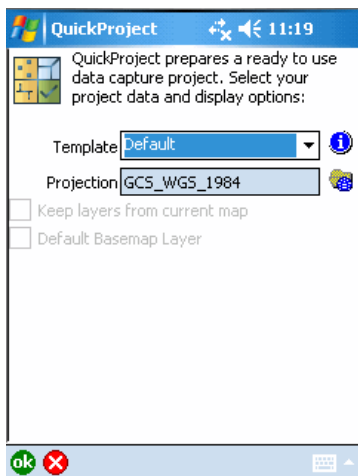 QuickProject 11:19
QuickProject prepares a ready to use
data capture project. Select your
project data and display options:
Template Default
Projection GCS_WGS_1984
Keep layers from current map
Default Basemap Layer
ok